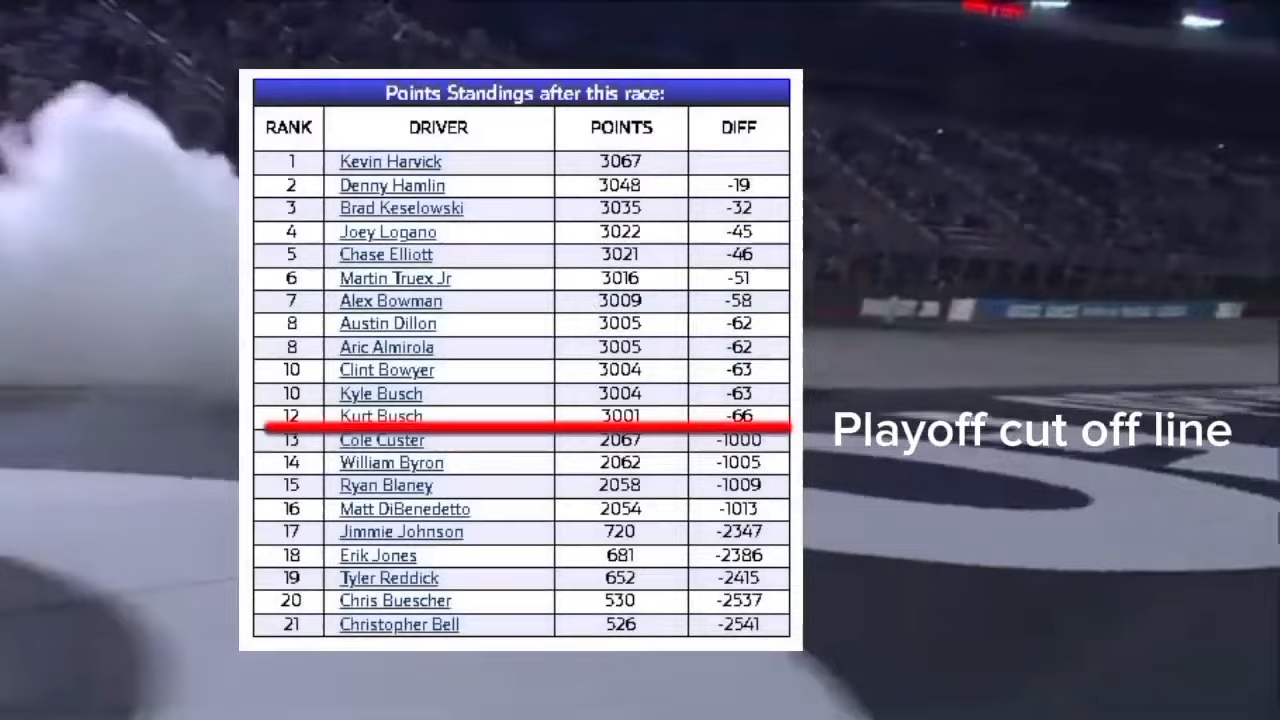 Points Standings after this race:
RANK DRIVER POINTS DIFF
1 Kevin Harvick 3067
2 Denny Hamlin 3048 -19
3 Brad Keselowski 3035 -32
4 Joey Logano 3022 -45
5 Chase Elliott 3021 -46
6 Martin Truex Jr 3016 -51
7 Alex Bowman 3009 -58
8 Austin Dillon 3005 -62
8 Aric Almirola 3005 -62
10 Clint Bowyer 3004 -63
10 Kyle Busch 3004 -63
12 Kurt Busch 3001 -66
Playoff cut off line
13 Cole Custer 2067 -1000
14 William Byron 2062 -1005
15 Ryan Blaney 2058 -1009
16 Matt DiBenedetto 2054 -1013
17 Jimmie Johnson 720 -2347
18 Erik Jones 681 -2386
19 Tyler Reddick 652 -2415
20 Chris Buescher 530 -2537
21 Christopher Bell 526 -2541